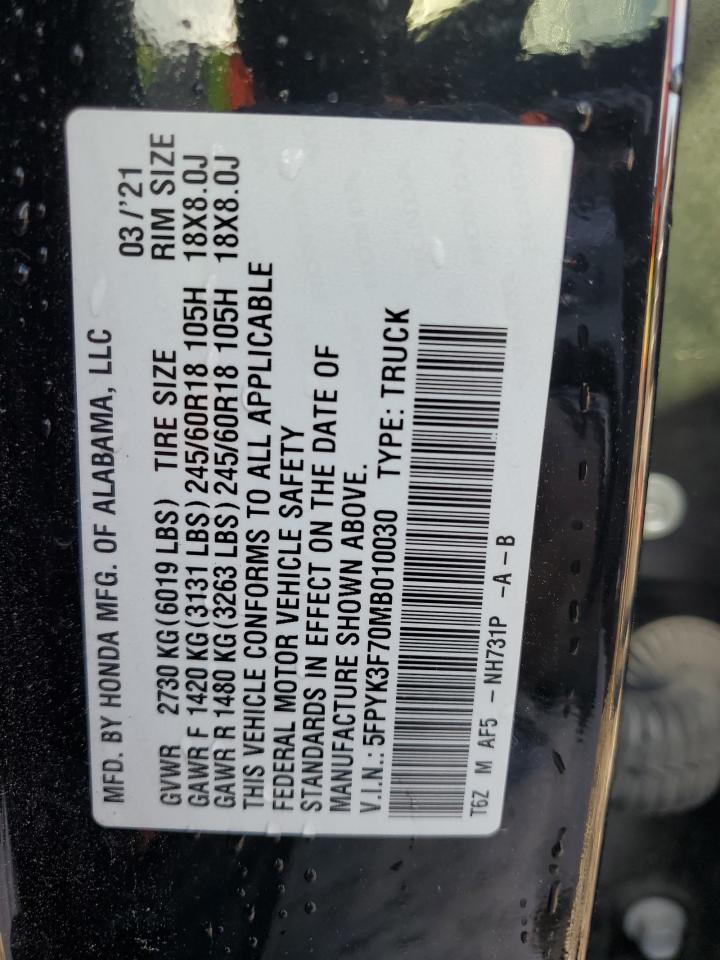 MFD. BY HONDA MFG. OF ALABAMA, LLC 03/'21
GVWR 2730 KG(6019 LBS) TIRE SIZE RIM SIZE
GAWR F 1420 KG(3131 LBS)245/60R18 105H 18X8.0J
GAWR R 1480 KG(3263 LBS)245/60R18 105H 18X8.0J
THIS VEHICLE CONFORMS TO ALL APPLICABLE
FEDERAL MOTOR VEHICLE SAFETY
STANDARDS IN EFFECT ON THE DATE OF
MANUFACTURE SHOWN ABOVE.
V.I.N.: 5FPYK3F70MB010030 TYPE: TRUCK
T6Z M AF5 -NH731P -A-B